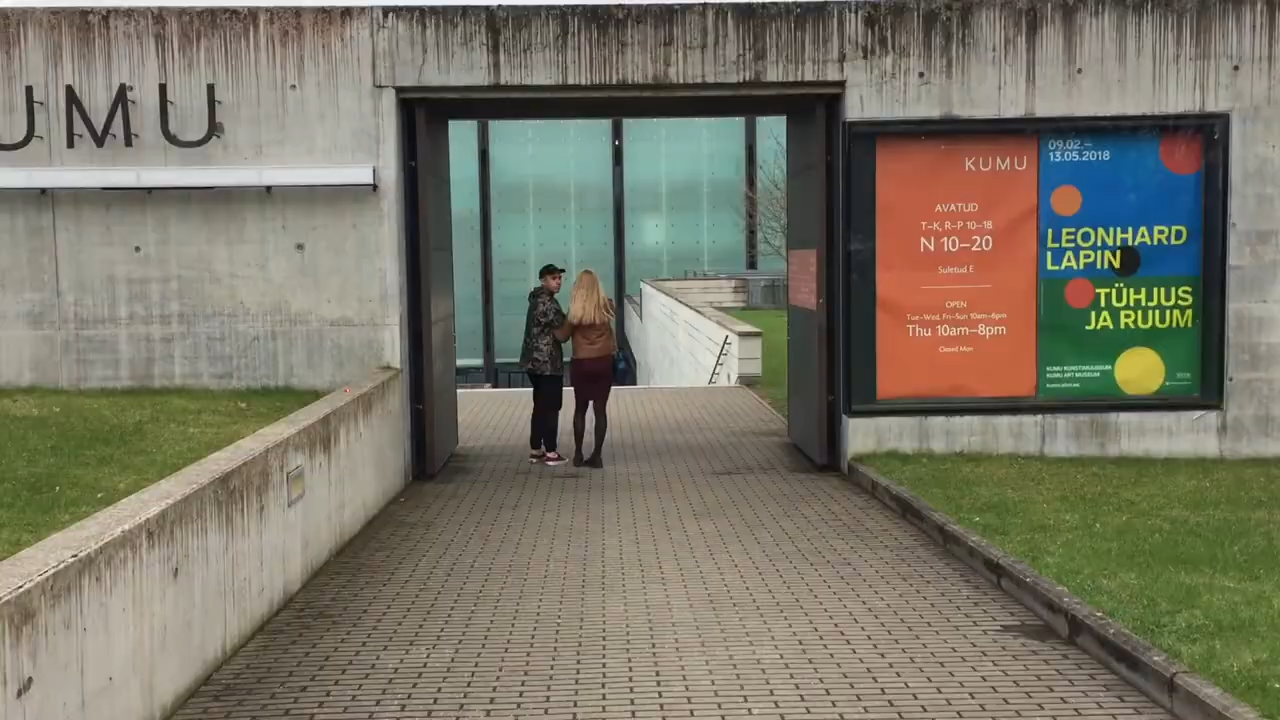 UMU
KUMU
AVATUD
T–K, R–P 10–18
N 10–20
Suletud E
OPEN
Tue–Wed, Fri–Sun 10am–6pm
Thu 10am–8pm
Closed Mon
09.02.–
13.05.2018
LEONHARD
LAPIN
TÜHJUS
JA RUUM
KUMU KUNSTIMUUSEUM
KUMU ART MUSEUM